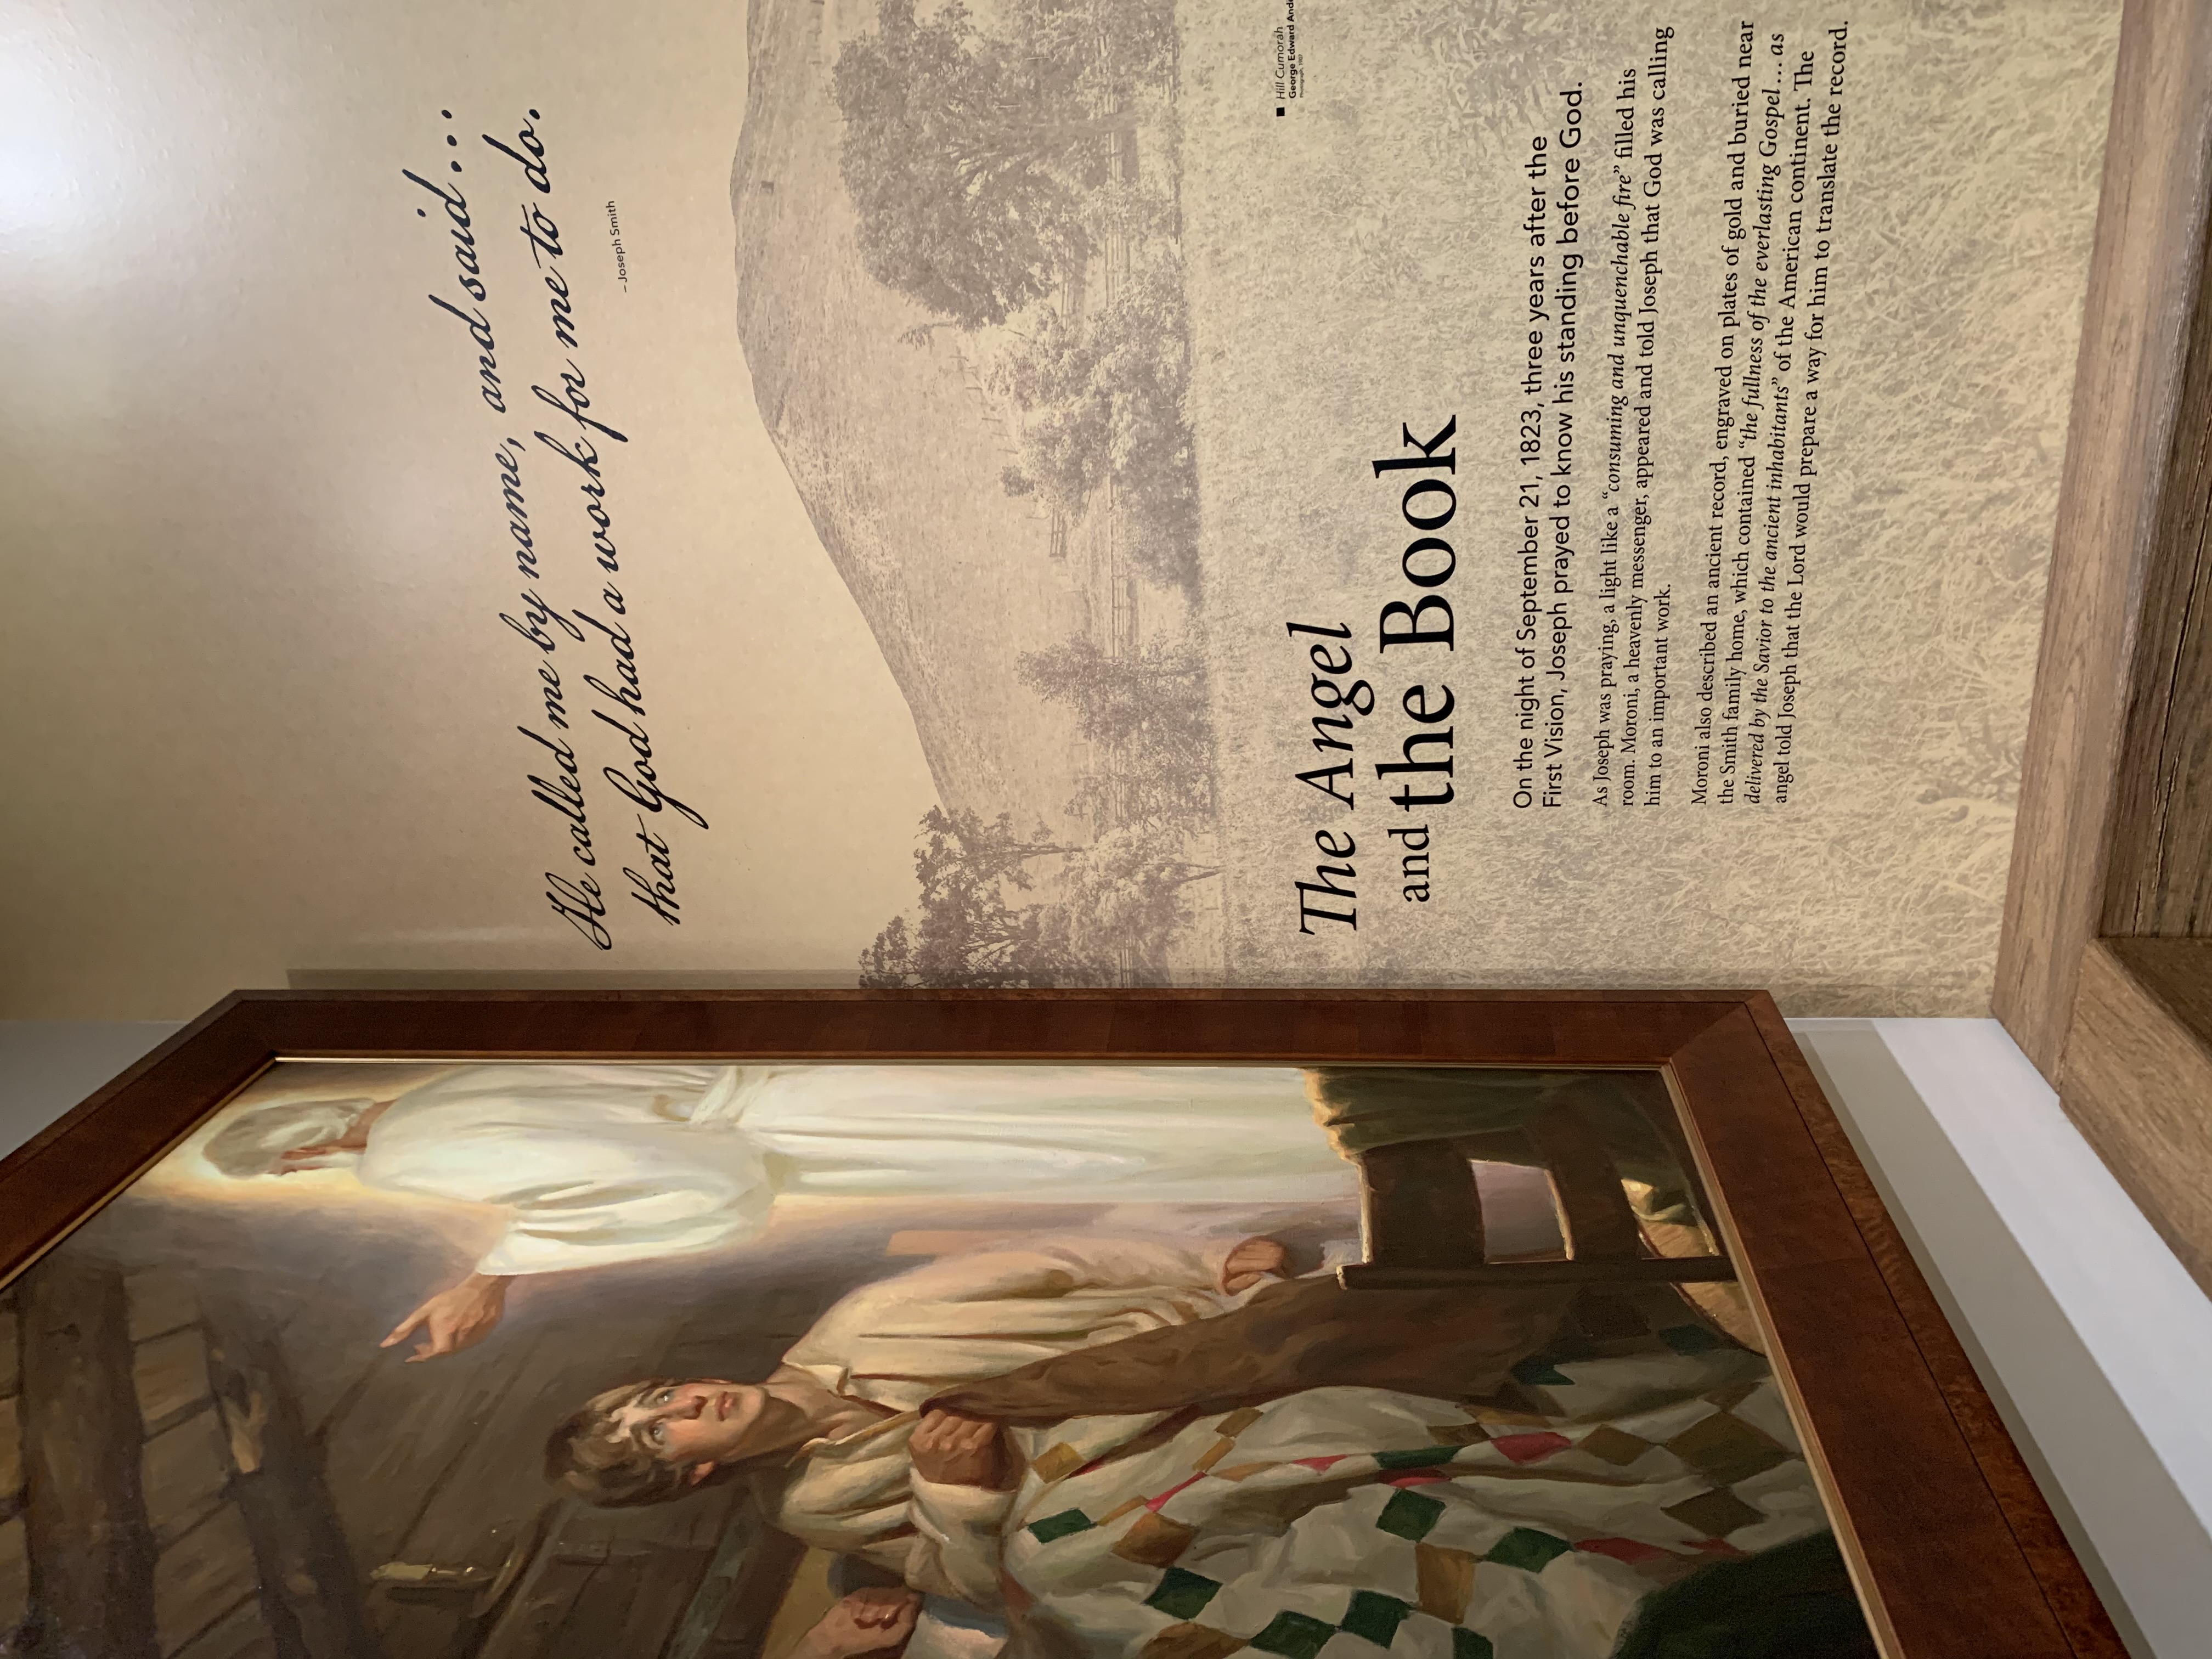 He called me by name, and said...
that God had a work for me to do.
– Joseph Smith
■ Hill Cumorah
George Edward
The Angel
and the Book
On the night of September 21, 1823, three years after the
First Vision, Joseph prayed to know his standing before God.
As Joseph was praying, a light like a “consuming and unquenchable fire” filled his
room. Moroni, a heavenly messenger, appeared and told Joseph that God was calling
him to an important work.
Moroni also described an ancient record, engraved on plates of gold and buried near
the Smith family home, which contained “the fullness of the everlasting Gospel… as
delivered by the Savior to the ancient inhabitants” of the American continent. The
angel told Joseph that the Lord would prepare a way for him to translate the record.